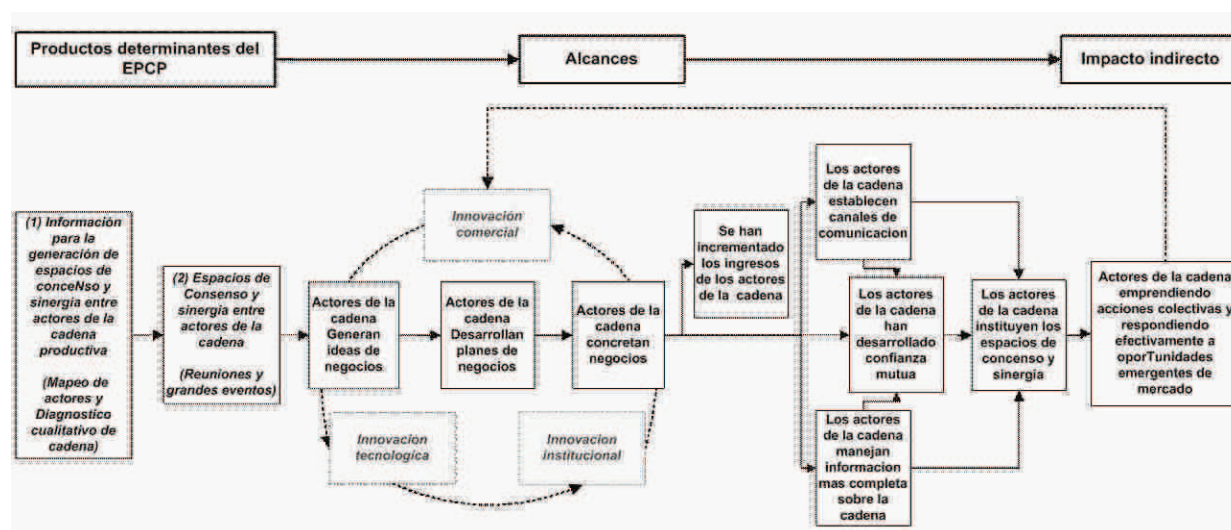 Productos determinantes del
EPCP
Alcances
Impacto indirecto
(1) Información
para la
generación de
espacios de
conceNso y
sinergia entre
actores de la
cadena
productiva
(Mapeo de
actores y
Diagnostico
cualitativo de
cadena)
(2) Espacios de
Consenso y
sinergia entre
actores de la
cadena
(Reuniones y
grandes eventos)
Innovación
comercial
Actores de la
cadena
Generan
ideas de
negocios
Actores de la
cadena
Desarrollan
planes de
negocios
Actores de la
cadena
concretan
negocios
Innovación
tecnologica
Innovacion
institucional
Se han
incrementado
los ingresos
de los actores
de la cadena
Los actores
de la cadena
establecen
canales de
comunicacion
Los actores
de la cadena
han
desarrollado
confianza
mutua
Los actores
de la cadena
manejan
informacion
mas completa
sobre la
cadena
Los actores de
la cadena
instituyen los
espacios de
concenso y
sinergia
Actores de la cadena
emprendiendo
acciones colectivas y
respondiendo
efectivamente a
oporTunidades
emergentes de
mercado